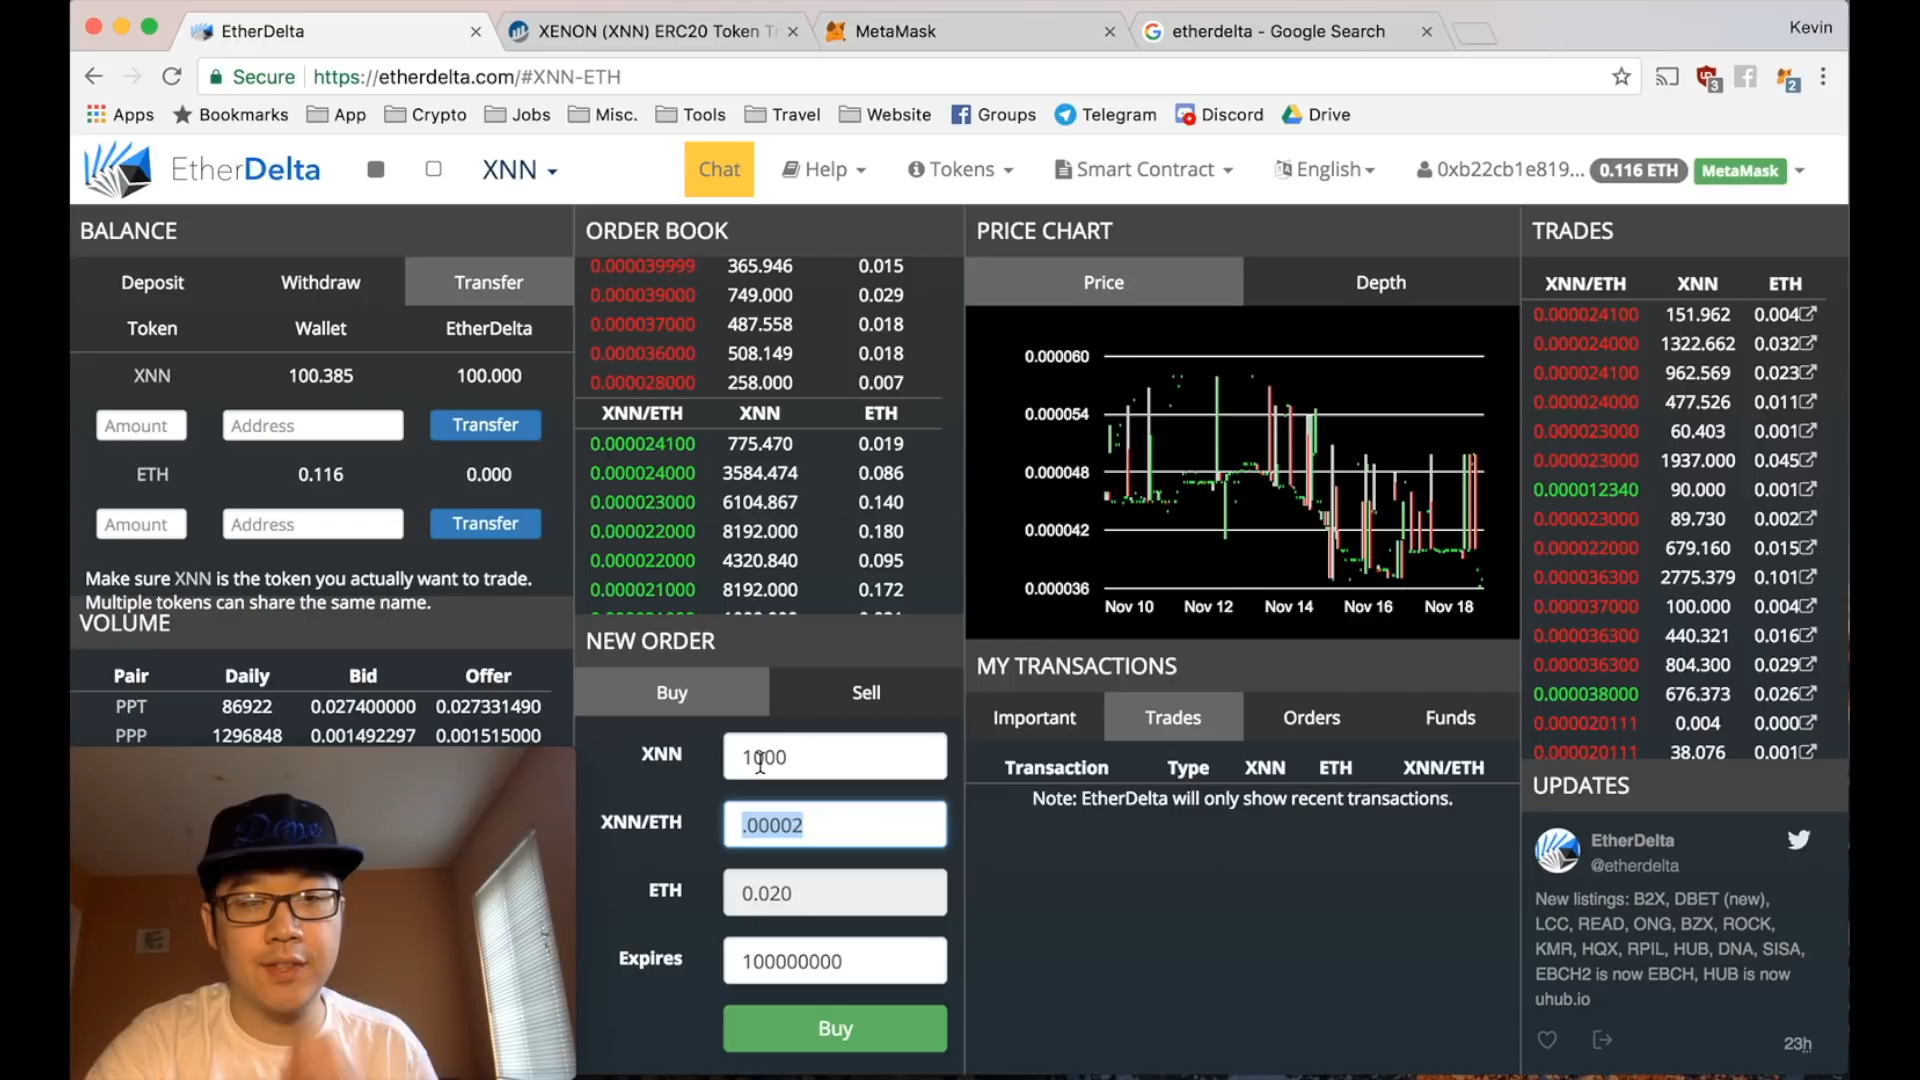 EtherDelta
XENON (XNN) ERC20 Token T
MetaMask
etherdelta - Google Search
Kevin
Secure
https://etherdelta.com/#XNN-ETH
3
2
Apps
Bookmarks
App
Crypto
Jobs
Misc.
Tools
Travel
Website
Groups
Telegram
Discord
Drive
EtherDelta
XNN
Chat
Help
Tokens
Smart Contract
English
0xb22cb1e819...
0.116 ETH
MetaMask
BALANCE
Deposit Withdraw Transfer
Token Wallet EtherDelta
XNN 100.385 100.000
Amount Address Transfer
ETH 0.116 0.000
Amount Address Transfer
Make sure XNN is the token you actually want to trade.
Multiple tokens can share the same name.
VOLUME
Pair Daily Bid Offer
PPT 86922 0.027400000 0.027331490
PPP 1296848 0.001492297 0.001515000
ORDER BOOK
0.000039999 365.946 0.015
0.000039000 749.000 0.029
0.000037000 487.558 0.018
0.000036000 508.149 0.018
0.000028000 258.000 0.007
XNN/ETH XNN ETH
0.000024100 775.470 0.019
0.000024000 3584.474 0.086
0.000023000 6104.867 0.140
0.000022000 8192.000 0.180
0.000022000 4320.840 0.095
0.000021000 8192.000 0.172
NEW ORDER
Buy Sell
XNN 1000
XNN/ETH .00002
ETH 0.020
Expires 100000000
Buy
PRICE CHART
Price Depth
0.000060
0.000054
0.000048
0.000042
0.000036
Nov 10 Nov 12 Nov 14 Nov 16 Nov 18
MY TRANSACTIONS
Important Trades Orders Funds
Transaction Type XNN ETH XNN/ETH
Note: EtherDelta will only show recent transactions.
TRADES
XNN/ETH XNN ETH
0.000024100 151.962 0.004
0.000024000 1322.662 0.032
0.000024100 962.569 0.023
0.000024000 477.526 0.011
0.000023000 60.403 0.001
0.000023000 1937.000 0.045
0.000012340 90.000 0.001
0.000023000 89.730 0.002
0.000022000 679.160 0.015
0.000036300 2775.379 0.101
0.000037000 100.000 0.004
0.000036300 440.321 0.016
0.000036300 804.300 0.029
0.000038000 676.373 0.026
0.000020111 0.004 0.000
0.000020111 38.076 0.001
UPDATES
EtherDelta
@etherdelta
New listings: B2X, DBET (new),
LCC, READ, ONG, BZX, ROCK,
KMR, HQX, RPIL, HUB, DNA, SISA,
EBCH2 is now EBCH, HUB is now
uhub.io
23h